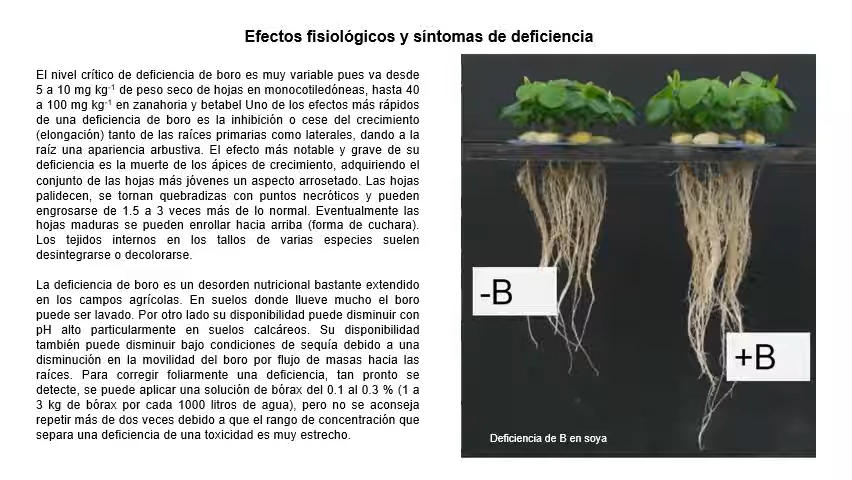 Efectos fisiológicos y síntomas de deficiencia
El nivel crítico de deficiencia de boro es muy variable pues va desde
5 a 10 mg kg⁻¹ de peso seco de hojas en monocotiledóneas, hasta 40
a 100 mg kg⁻¹ en zanahoria y betabel Uno de los efectos más rápidos
de una deficiencia de boro es la inhibición o cese del crecimiento
(elongación) tanto de las raíces primarias como laterales, dando a la
raíz una apariencia arbustiva. El efecto más notable y grave de su
deficiencia es la muerte de los ápices de crecimiento, adquiriendo el
conjunto de las hojas más jóvenes un aspecto arrosetado. Las hojas
palidecen, se tornan quebradizas con puntos necróticos y pueden
engrosarse de 1.5 a 3 veces más de lo normal. Eventualmente las
hojas maduras se pueden enrollar hacia arriba (forma de cuchara).
Los tejidos internos en los tallos de varias especies suelen
desintegrarse o decolorarse.
La deficiencia de boro es un desorden nutricional bastante extendido
en los campos agrícolas. En suelos donde llueve mucho el boro
puede ser lavado. Por otro lado su disponibilidad puede disminuir con
pH alto particularmente en suelos calcáreos. Su disponibilidad
también puede disminuir bajo condiciones de sequía debido a una
disminución en la movilidad del boro por flujo de masas hacia las
raíces. Para corregir foliarmente una deficiencia, tan pronto se
detecte, se puede aplicar una solución de bórax del 0.1 al 0.3 % (1 a
3 kg de bórax por cada 1000 litros de agua), pero no se aconseja
repetir más de dos veces debido a que el rango de concentración que
separa una deficiencia de una toxicidad es muy estrecho.
-B
+B
Deficiencia de B en soya